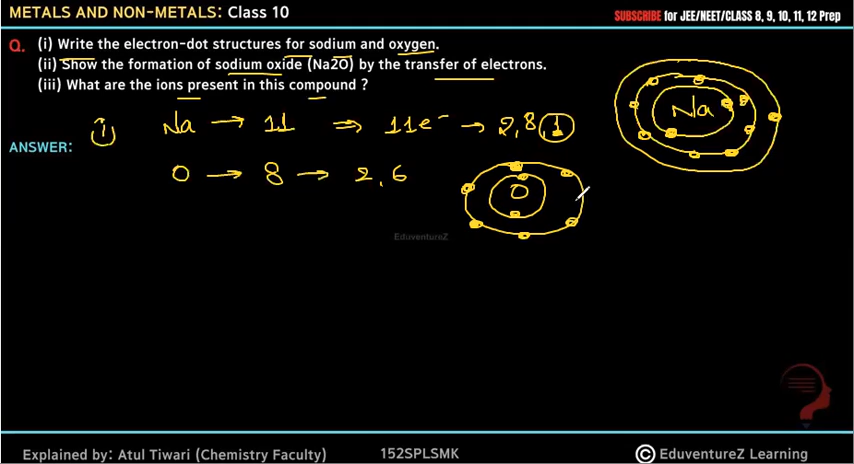 METALS AND NON-METALS: Class 10
SUBSCRIBE for JEE/NEET/CLASS 8, 9, 10, 11, 12 Prep
Q. (i) Write the electron-dot structures for sodium and oxygen.
(ii) Show the formation of sodium oxide (Na2O) by the transfer of electrons.
(iii) What are the ions present in this compound ?
ANSWER:
(i) Na → 11 ⇒ 11e⁻ → 2,8,1
Na
O → 8 → 2,6
O
EduventureZ
Explained by: Atul Tiwari (Chemistry Faculty)
152SPLSMK
© EduventureZ Learning